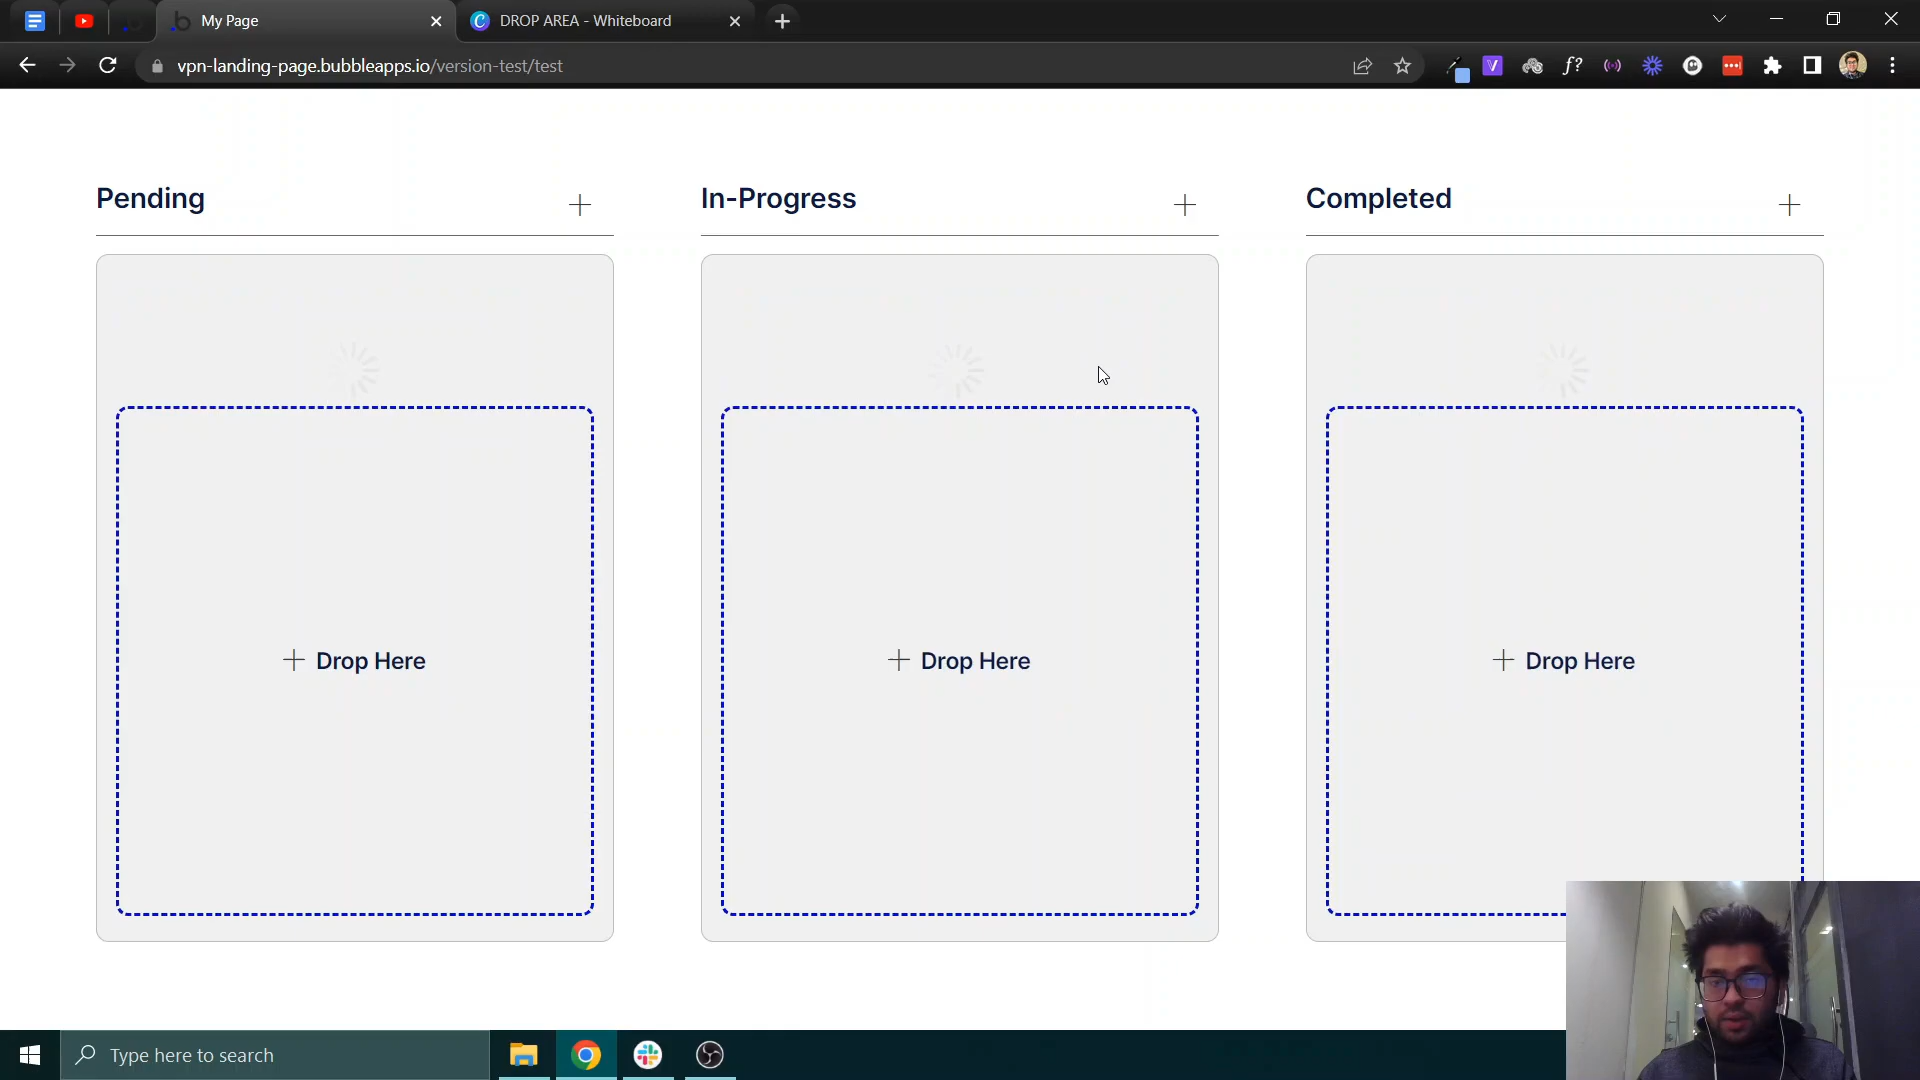 My Page
DROP AREA - Whiteboard
vpn-landing-page.bubbleapps.io/version-test/test
f?
Pending
In-Progress
Completed
Drop Here
Drop Here
Drop Here
Type here to search